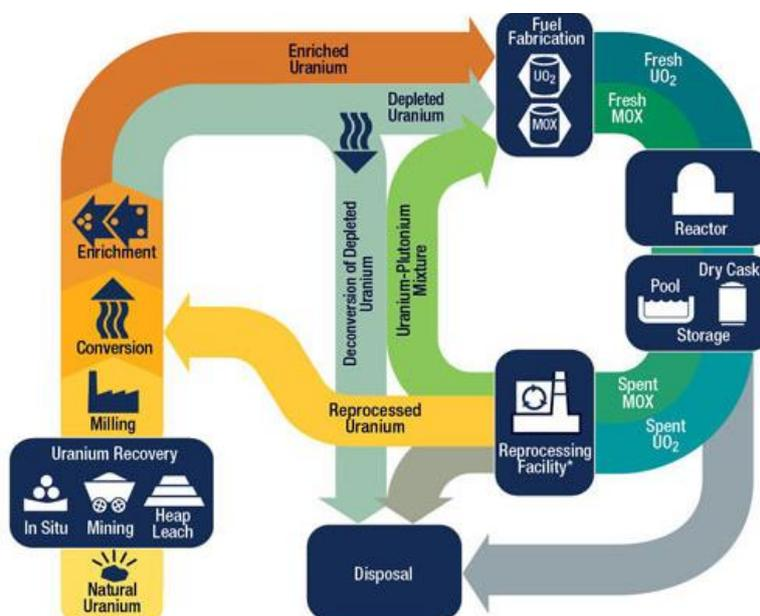 Fuel
Fabrication
UO₂
MOX
Enriched
Uranium
Depleted
Uranium
Fresh
UO₂
Fresh
MOX
Reactor
Dry Cask
Pool
Storage
Enrichment
Deconversion of Depleted
Uranium
Uranium-Plutonium
Mixture
Conversion
Milling
Reprocessed
Uranium
Reprocessing
Facility*
Spent
MOX
Spent
UO₂
Uranium Recovery
In Situ
Mining
Heap
Leach
Natural
Uranium
Disposal